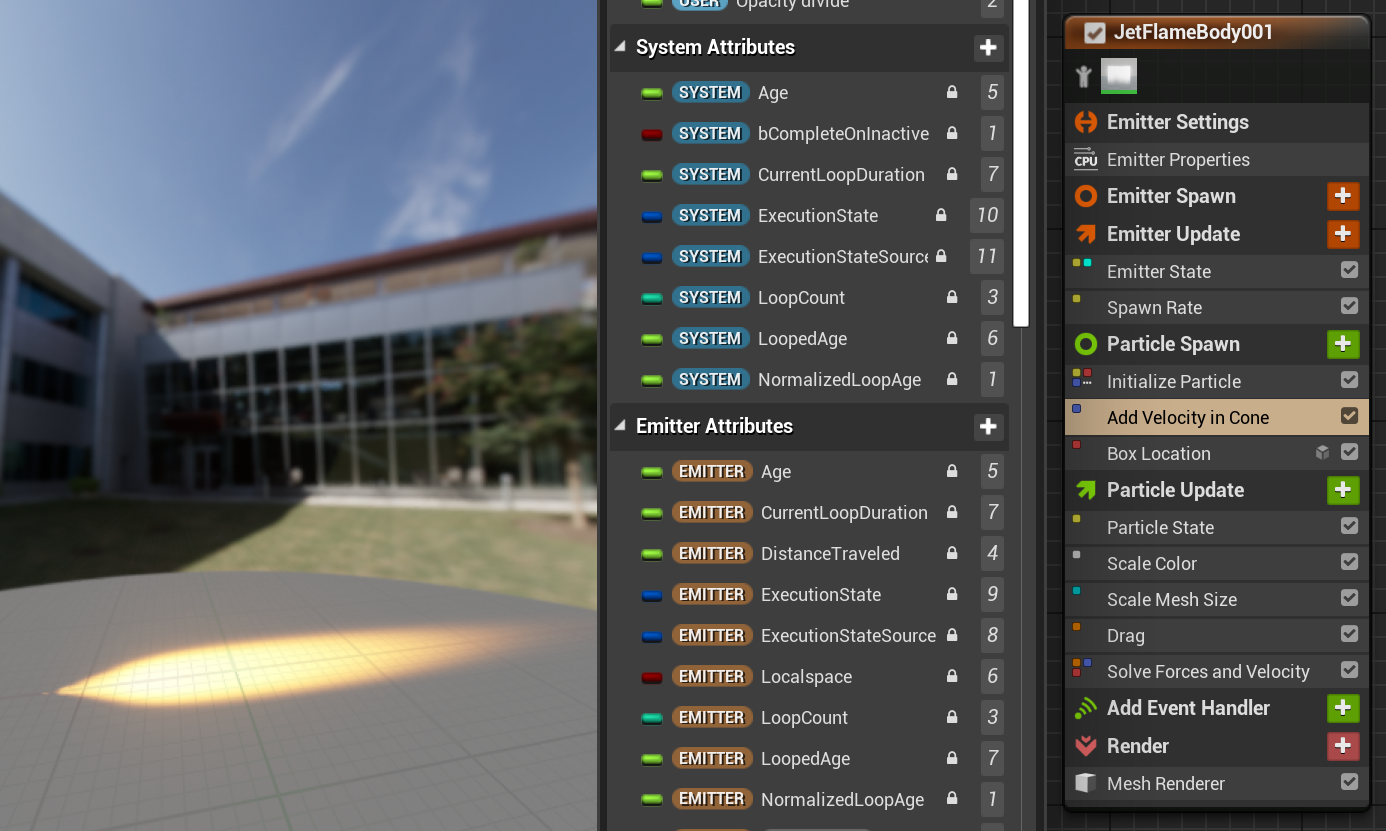 USER Opacity divide 2
System Attributes
SYSTEM Age 5
SYSTEM bCompleteOnInactive 1
SYSTEM CurrentLoopDuration 7
SYSTEM ExecutionState 10
SYSTEM ExecutionStateSource 11
SYSTEM LoopCount 3
SYSTEM LoopedAge 6
SYSTEM NormalizedLoopAge 1
Emitter Attributes
EMITTER Age 5
EMITTER CurrentLoopDuration 7
EMITTER DistanceTraveled 4
EMITTER ExecutionState 9
EMITTER ExecutionStateSource 8
EMITTER Localspace 6
EMITTER LoopCount 3
EMITTER LoopedAge 7
EMITTER NormalizedLoopAge 1
JetFlameBody001
Emitter Settings
CPU Emitter Properties
Emitter Spawn
Emitter Update
Emitter State
Spawn Rate
Particle Spawn
Initialize Particle
Add Velocity in Cone
Box Location
Particle Update
Particle State
Scale Color
Scale Mesh Size
Drag
Solve Forces and Velocity
Add Event Handler
Render
Mesh Renderer